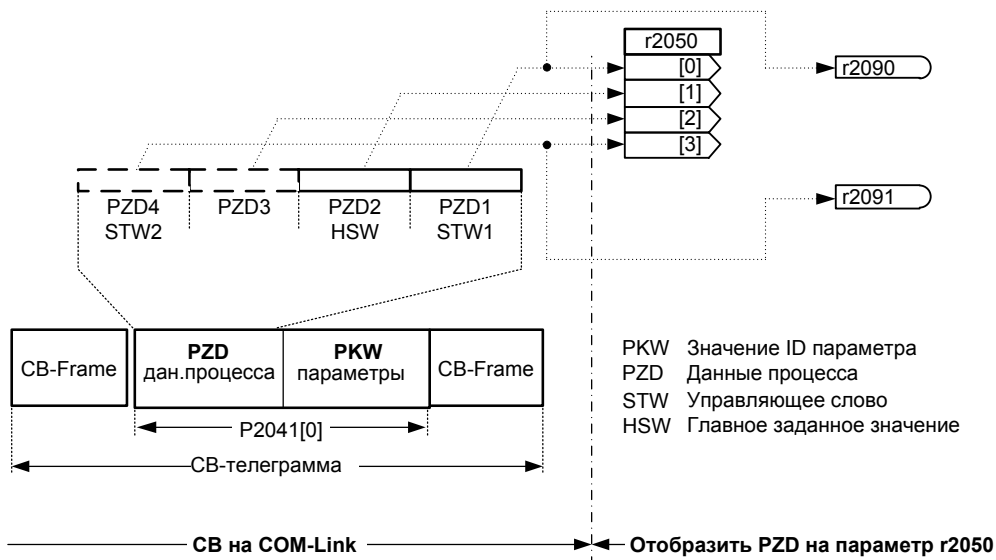 r2050
[0]
r2090
[1]
[2]
[3]
r2091
PZD4
STW2
PZD3
PZD2
HSW
PZD1
STW1
CB-Frame
PZD
дан.процесса
PKW
параметры
CB-Frame
P2041[0]
CB-телеграмма
PKW Значение ID параметра
PZD Данные процесса
STW Управляющее слово
HSW Главное заданное значение
CB на COM-Link
Отобразить PZD на параметр r2050